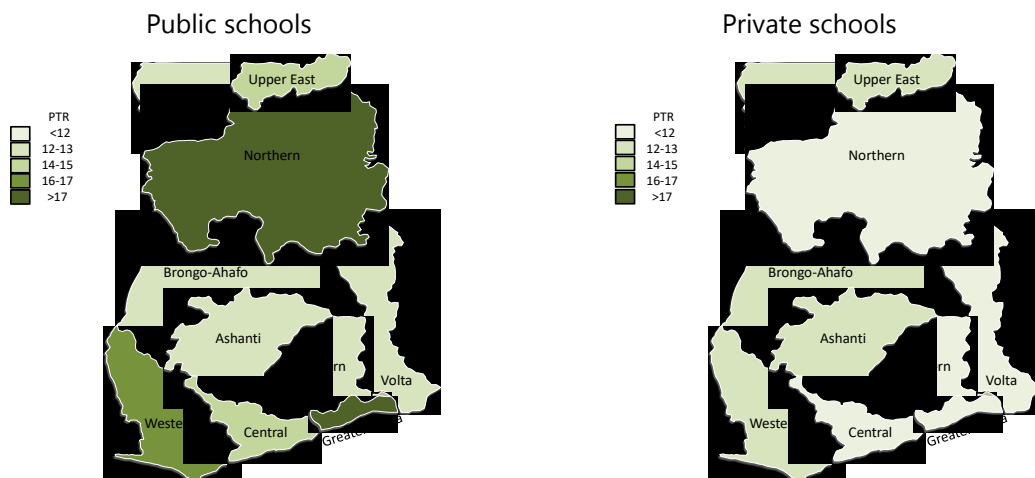 Public schools
Upper East
PTR
<12
12-13
14-15
16-17
>17
Northern
Brongo-Ahafo
Ashanti
rn
Volta
Weste
Central
Private schools
Upper East
PTR
<12
12-13
14-15
16-17
>17
Northern
Brongo-Ahafo
Ashanti
rn
Volta
Weste
Central